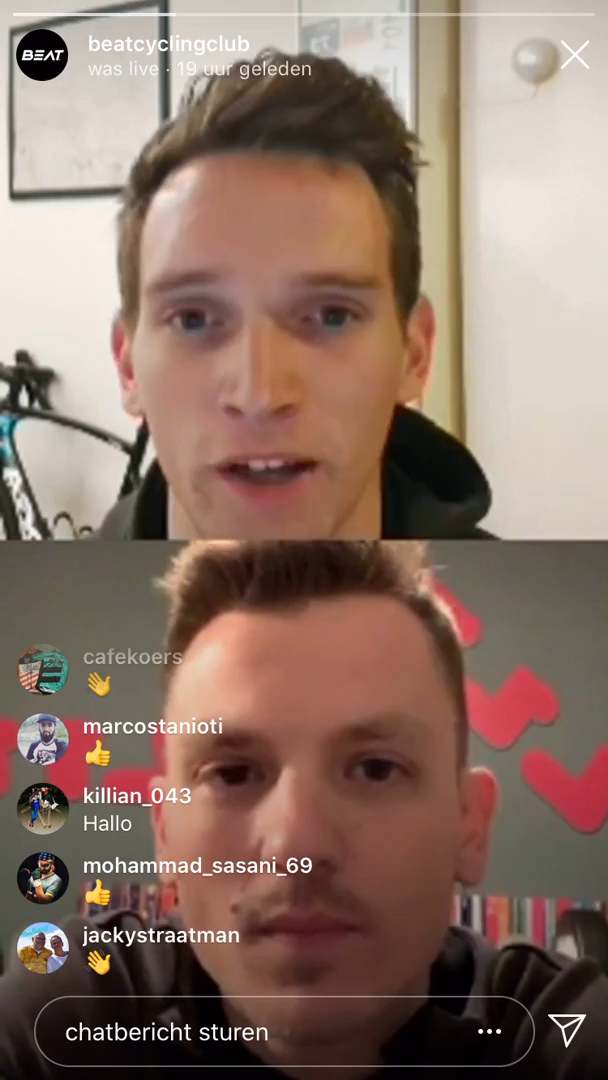 BEAT
beatcyclingclub
was live · 19 uur geleden
cafekoers
👋
marcostanioti
👍
killian_043
Hallo
mohammad_sasani_69
👍
jackystraatman
👋
chatbericht sturen